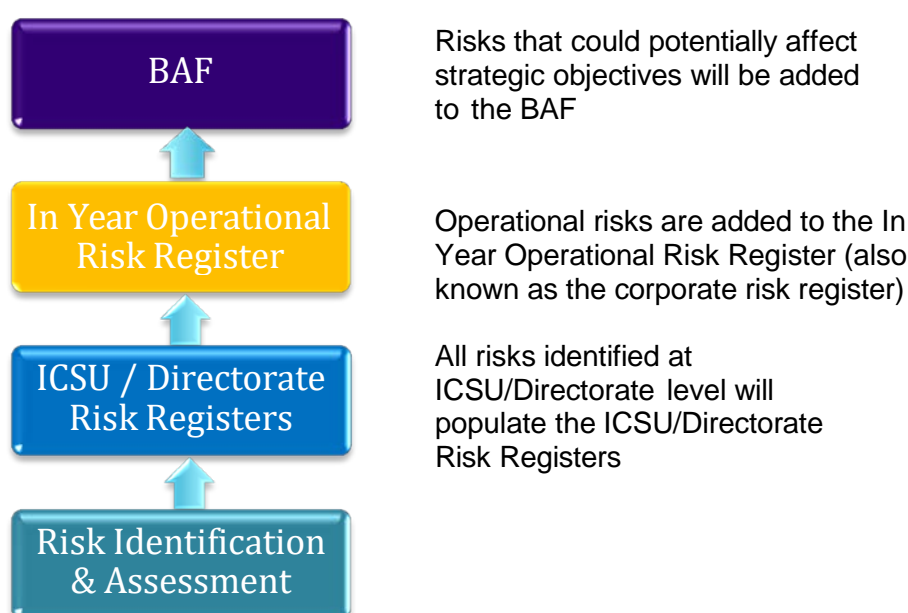 BAF
Risks that could potentially affect
strategic objectives will be added
to the BAF
In Year Operational
Risk Register
Operational risks are added to the In
Year Operational Risk Register (also
known as the corporate risk register)
ICSU / Directorate
Risk Registers
All risks identified at
ICSU/Directorate level will
populate the ICSU/Directorate
Risk Registers
Risk Identification
& Assessment